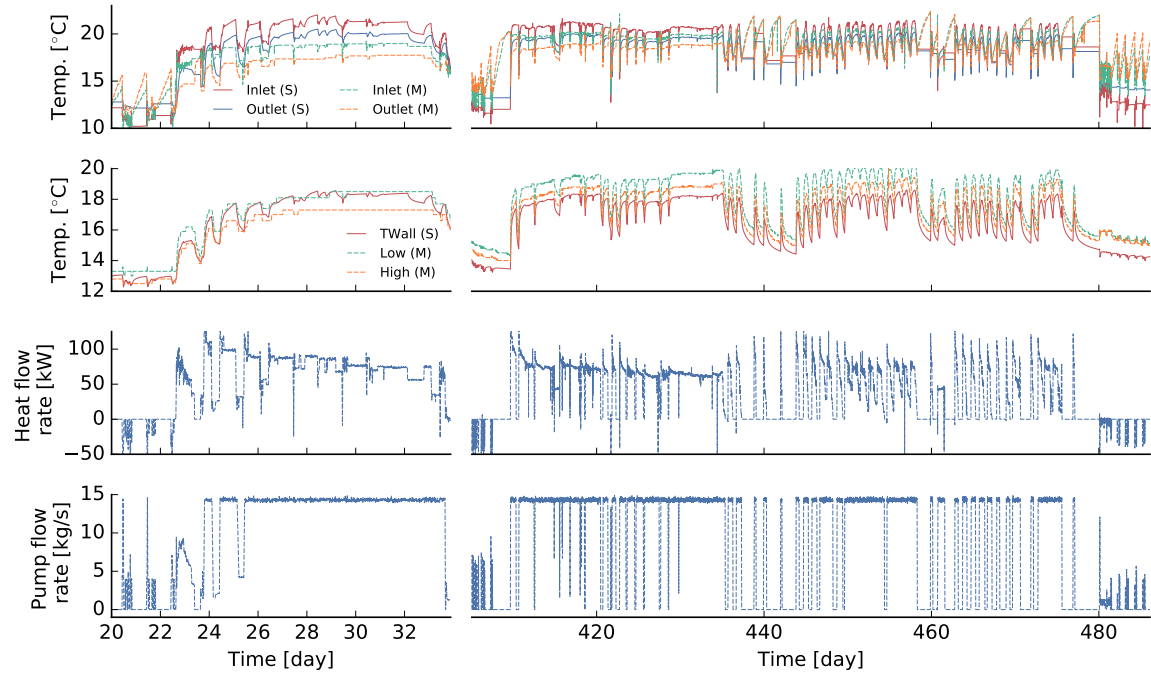 Temp. [°C]
20
15
10
Inlet (S)
Outlet (S)
Inlet (M)
Outlet (M)
Temp. [°C]
20
18
16
14
12
TWall (S)
Low (M)
High (M)
Heat flow
rate [kW]
100
50
0
−50
Pump flow
rate [kg/s]
15
10
5
0
20 22 24 26 28 30 32
420 440 460 480
Time [day]
Time [day]